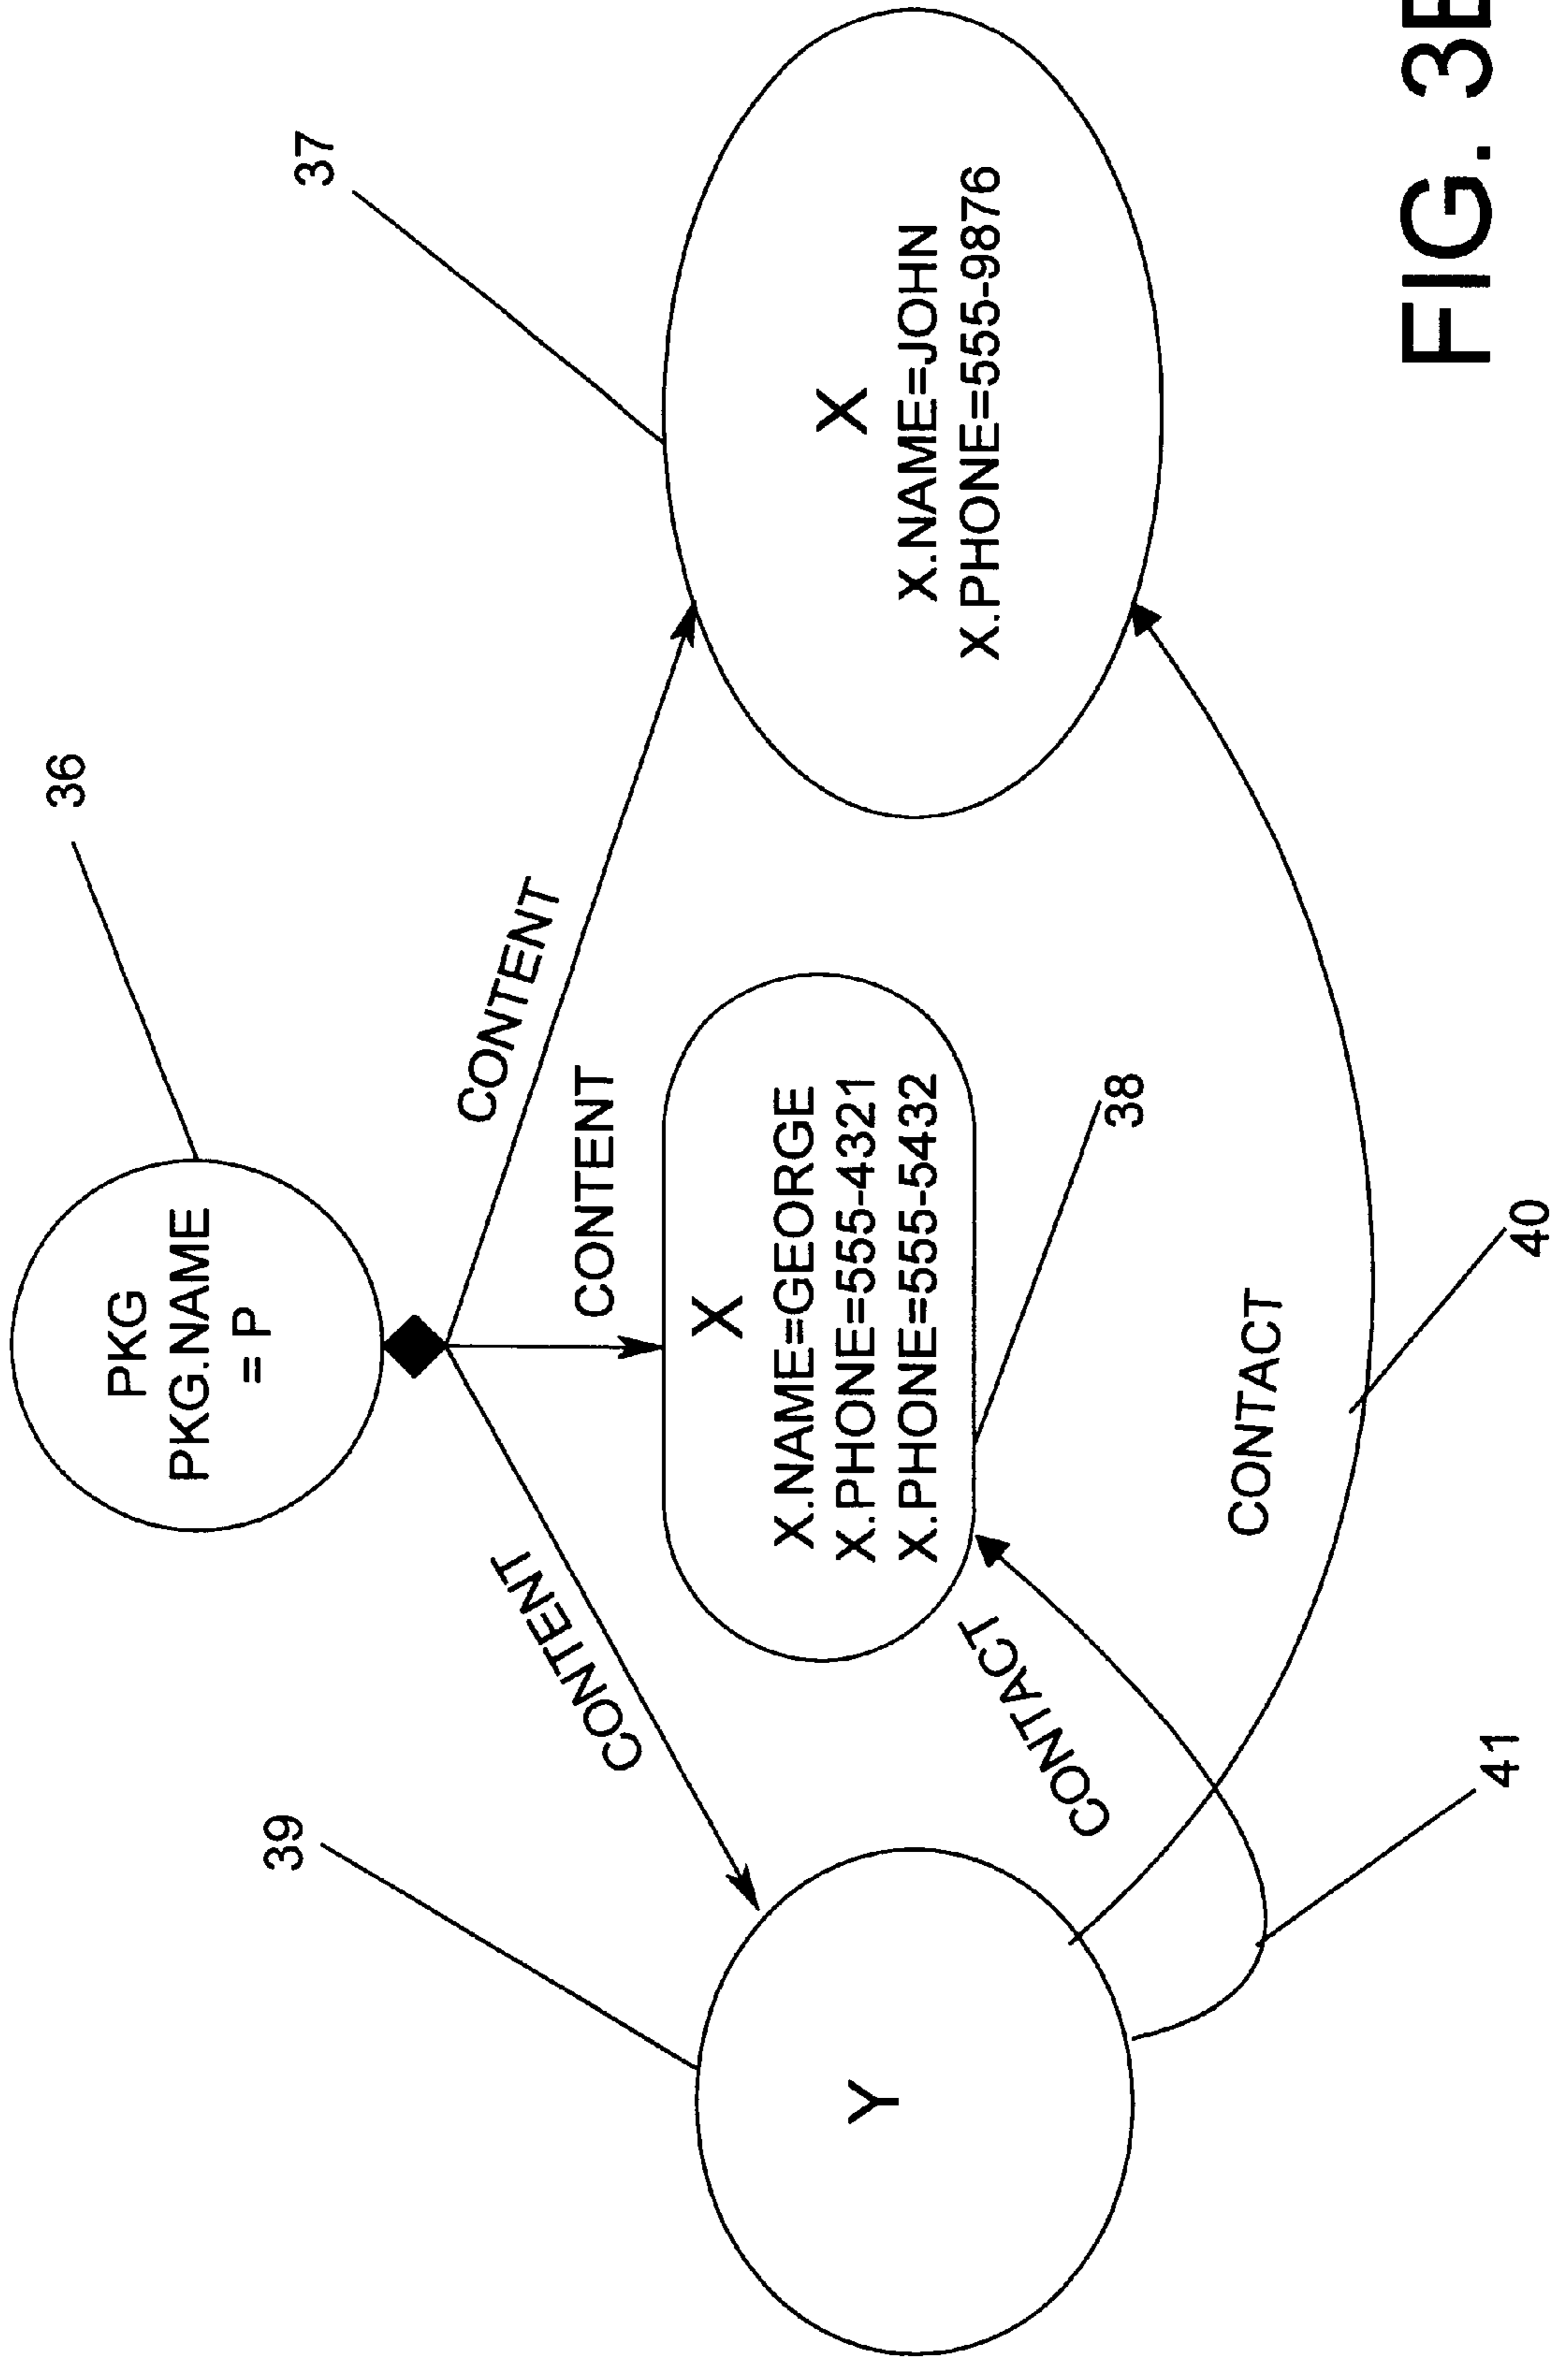 36
PKG
PKG.NAME
= P
39
37
CONTENT
CONTENT
CONTENT
X
X.NAME=GEORGE
X.PHONE=555-4321
X.PHONE=555-5432
X
X.NAME=JOHN
X.PHONE=555-9876
Y
CONTACT
38
CONTACT
41
40
FIG. 3B